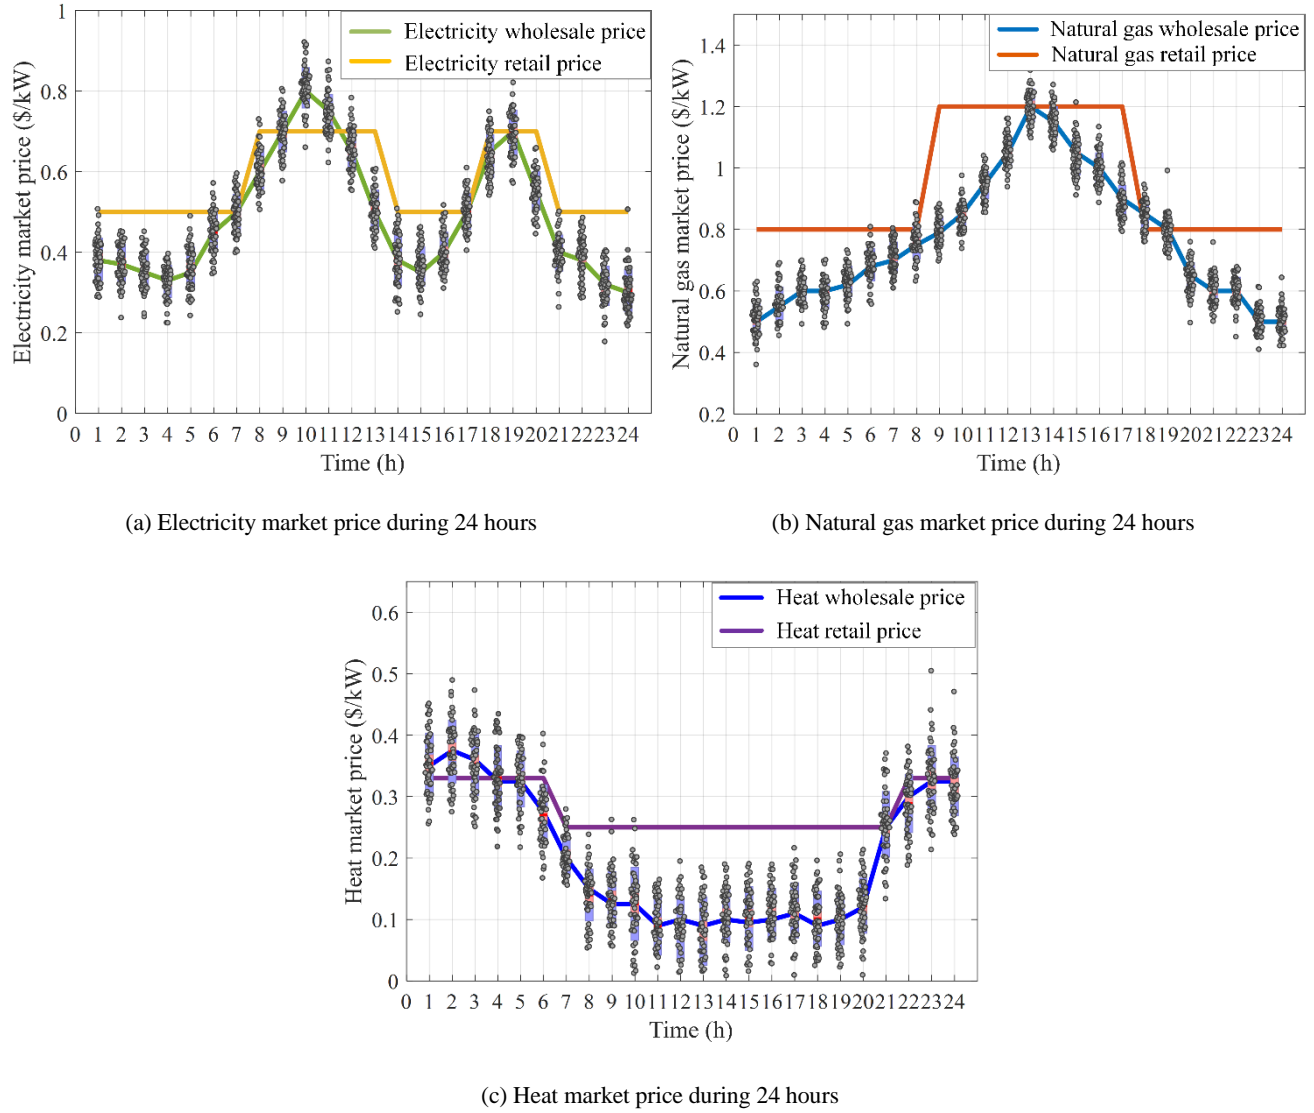 Electricity wholesale price
Electricity retail price
Electricity market price ($/kW)
1
0.8
0.6
0.4
0.2
0
0 1 2 3 4 5 6 7 8 9 10 11 12 13 14 15 16 17 18 19 20 21 22 23 24
Time (h)
(a) Electricity market price during 24 hours
Natural gas wholesale price
Natural gas retail price
Natural gas market price ($/kW)
1.4
1.2
1
0.8
0.6
0.4
0.2
0 1 2 3 4 5 6 7 8 9 10 11 12 13 14 15 16 17 18 19 20 21 22 23 24
Time (h)
(b) Natural gas market price during 24 hours
Heat wholesale price
Heat retail price
Heat market price ($/kW)
0.6
0.5
0.4
0.3
0.2
0.1
0
0 1 2 3 4 5 6 7 8 9 10 11 12 13 14 15 16 17 18 19 20 21 22 23 24
Time (h)
(c) Heat market price during 24 hours